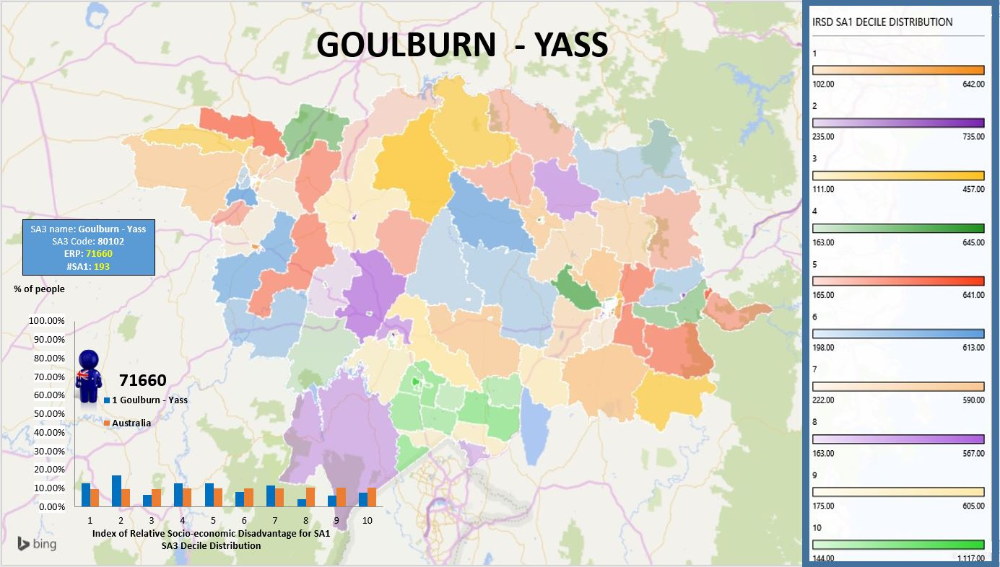 GOULBURN - YASS
SA3 name: Goulburn - Yass
SA3 Code: 80102
ERP: 71660
#SA1: 193
% of people
100.00%
90.00%
80.00%
70.00%
60.00%
50.00%
40.00%
30.00%
20.00%
10.00%
0.00%
71660
1 Goulburn - Yass
Australia
1 2 3 4 5 6 7 8 9 10
Index of Relative Socio-economic Disadvantage for SA1
SA3 Decile Distribution
bing
IRSD SA1 DECILE DISTRIBUTION
1
102.00 642.00
2
235.00 735.00
3
111.00 457.00
4
163.00 645.00
5
165.00 641.00
6
198.00 613.00
7
222.00 590.00
8
163.00 567.00
9
175.00 605.00
10
144.00 1,117.00